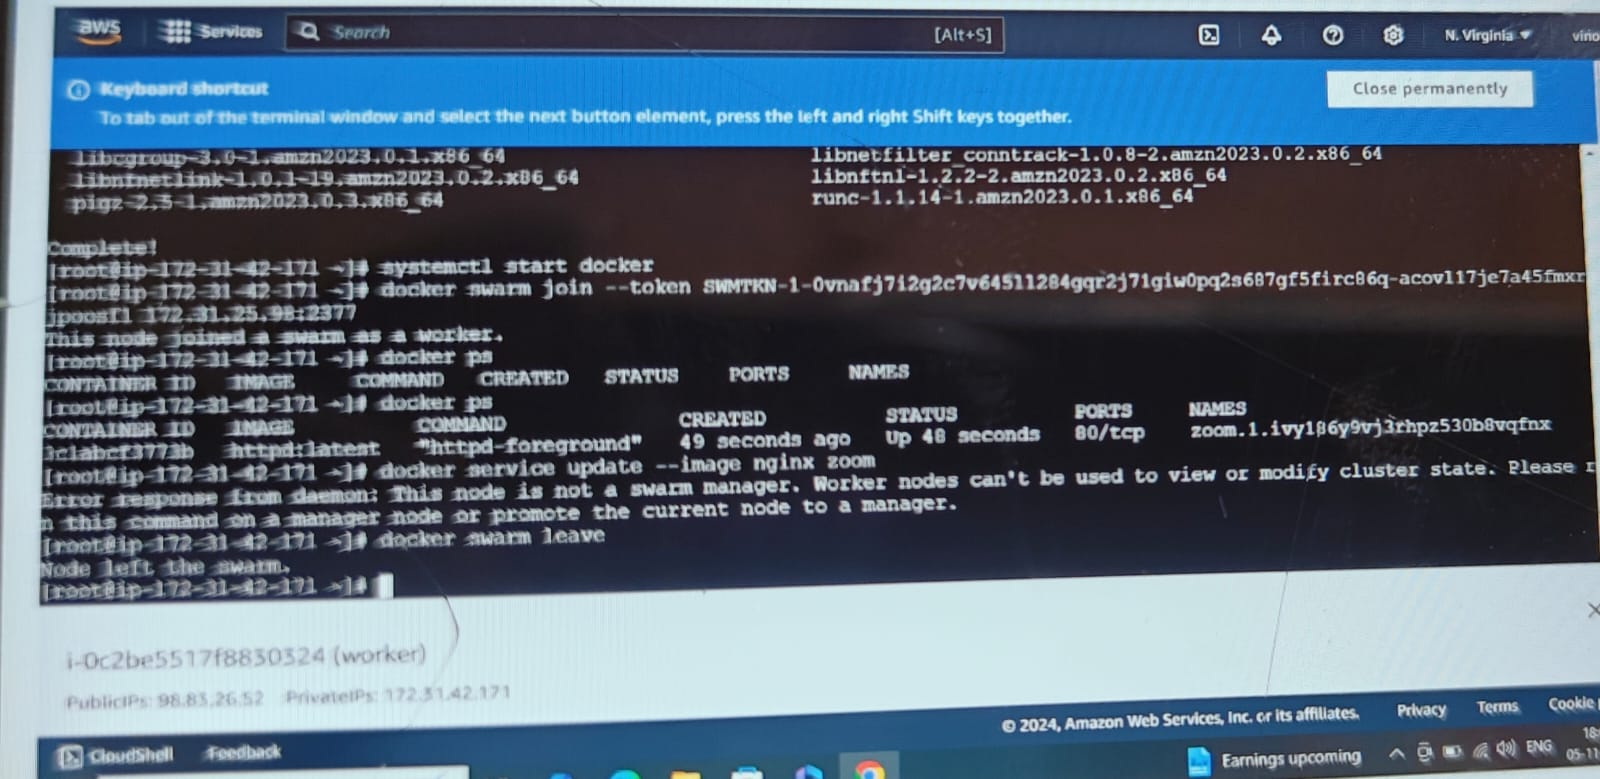 aws Services Search [Alt+S] N. Virginia
Keyboard shortcut
Close permanently
To tab out of the terminal window and select the next button element, press the left and right Shift keys together.
libcgroup-3.0-1.amzn2023.0.1.x86_64 libnetfilter_conntrack-1.0.8-2.amzn2023.0.2.x86_64
libnfnetlink-1.0.1-19.amzn2023.0.2.x86_64 libnftnl-1.2.2-2.amzn2023.0.2.x86_64
pigz-2.5-1.amzn2023.0.3.x86_64 runc-1.1.14-1.amzn2023.0.1.x86_64
Complete!
[root@ip-172-31-42-171 ~]# systemctl start docker
[root@ip-172-31-42-171 ~]# docker swarm join --token
172.31.25.98:2377
This node joined a swarm as a worker.
[root@ip-172-31-42-171 ~]# docker ps
CONTAINER ID IMAGE COMMAND CREATED STATUS PORTS NAMES
[root@ip-172-31-42-171 ~]# docker ps
CONTAINER ID IMAGE COMMAND CREATED STATUS PORTS NAMES
httpd:latest "httpd-foreground" 49 seconds ago Up 48 seconds 80/tcp
[root@ip-172-31-42-171 ~]# docker service update --image nginx zoom
Error response from daemon: This node is not a swarm manager. Worker nodes can't be used to view or modify cluster state. Please r
n this command on a manager node or promote the current node to a manager.
[root@ip-172-31-42-171 ~]# docker swarm leave
Node left the swarm.
[root@ip-172-31-42-171 ~]#
i-0c2be5517f8830324 (worker)
PublicIPs: 98.83.26.52 PrivateIPs: 172.31.42.171
© 2024, Amazon Web Services, Inc. or its affiliates. Privacy Terms Cookie
CloudShell Feedback
Earnings upcoming ENG